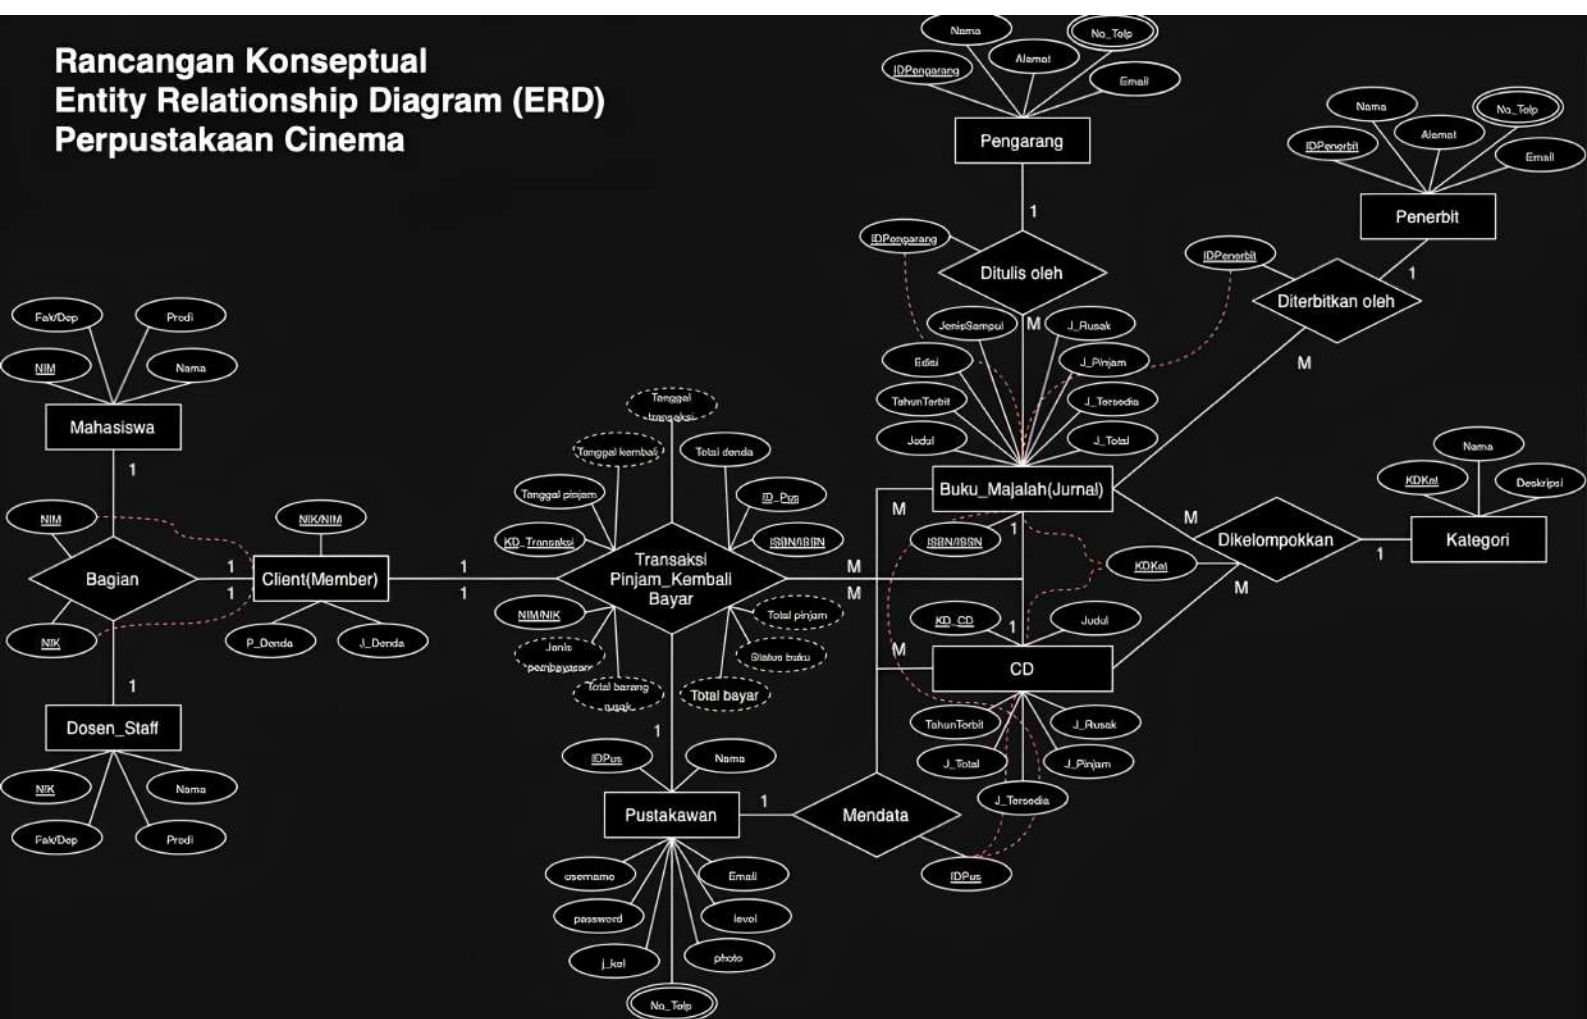 Rancangan Konseptual
Entity Relationship Diagram (ERD)
Perpustakaan Cinema
Nama
No_Telp
IDPengarang
Alamat
Email
Pengarang
1
Nama
No_Telp
IDPenerbit
Alamat
Email
Penerbit
1
IDPengarang
Ditulis oleh
M
IDPenerbit
Diterbitkan oleh
M
JenisSampul
J_Rusak
Edisi
J_Pinjam
TahunTerbit
J_Tersedia
Judul
J_Total
Buku_Majalah(Jurnal)
M
ISBN/ISSN
1
M
Fak/Dep
Prodi
NIM
Nama
Mahasiswa
1
NIM
Bagian
NIK
1
1
1
NIK/NIM
Client(Member)
P_Denda
J_Denda
Dosen_Staff
NIK
Nama
Fak/Dep
Prodi
1
1
Tanggal
transaksi
Tanggal kembali
Total denda
Tanggal pinjam
ID_Pus
KD_Transaksi
ISBN/ISSN
Transaksi
Pinjam_Kembali
Bayar
M
M
NIM/NIK
Total pinjam
Jenis
pembayaran
Status buku
Total barang
rusak
Total bayar
1
Nama
KDKat
Deskripsi
Kategori
1
Dikelompokkan
KDKat
M
KD_CD
1
Judul
M
CD
TahunTerbit
J_Rusak
J_Total
J_Pinjam
J_Tersedia
IDPus
Nama
Pustakawan
1
Mendata
IDPus
username
Email
password
level
j_kel
photo
No_Telp